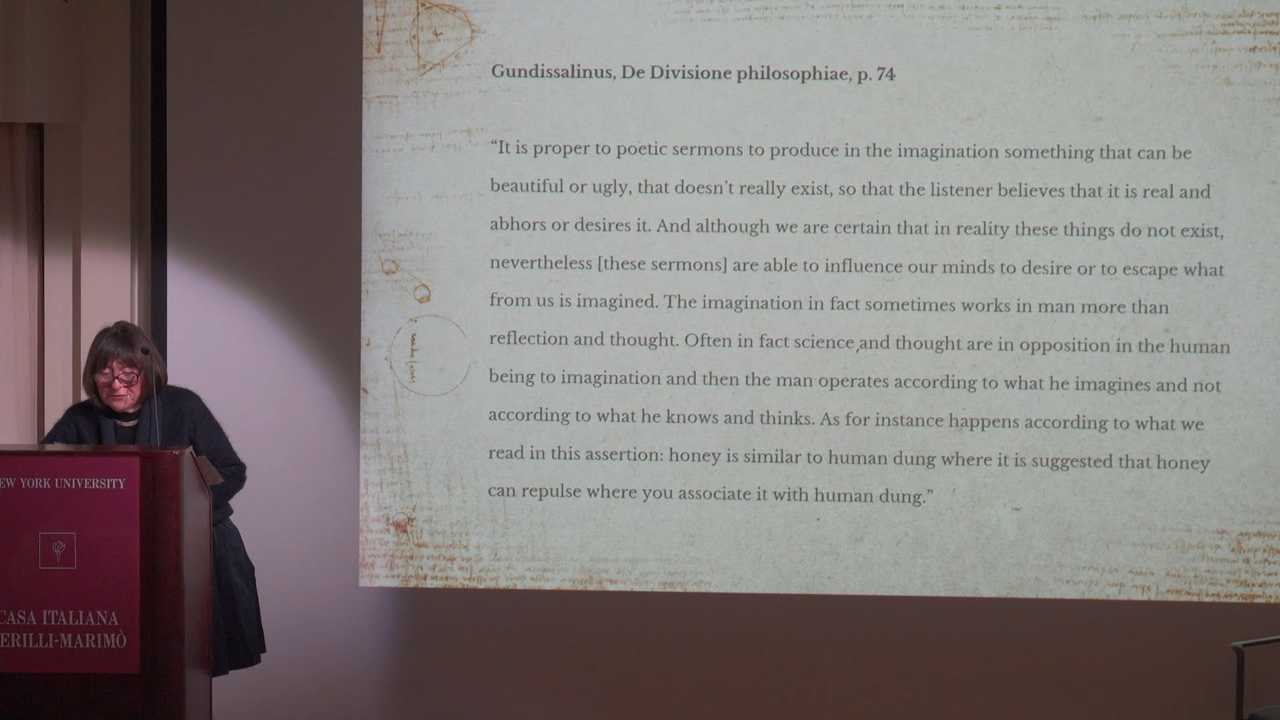 Gundissalinus, De Divisione philosophiae, p. 74
“It is proper to poetic sermons to produce in the imagination something that can be
beautiful or ugly, that doesn’t really exist, so that the listener believes that it is real and
abhors or desires it. And although we are certain that in reality these things do not exist,
nevertheless [these sermons] are able to influence our minds to desire or to escape what
from us is imagined. The imagination in fact sometimes works in man more than
reflection and thought. Often in fact science,and thought are in opposition in the human
being to imagination and then the man operates according to what he imagines and not
according to what he knows and thinks. As for instance happens according to what we
read in this assertion: honey is similar to human dung where it is suggested that honey
can repulse where you associate it with human dung.”
EW YORK UNIVERSITY
CASA ITALIANA
ERILLI-MARIMÒ